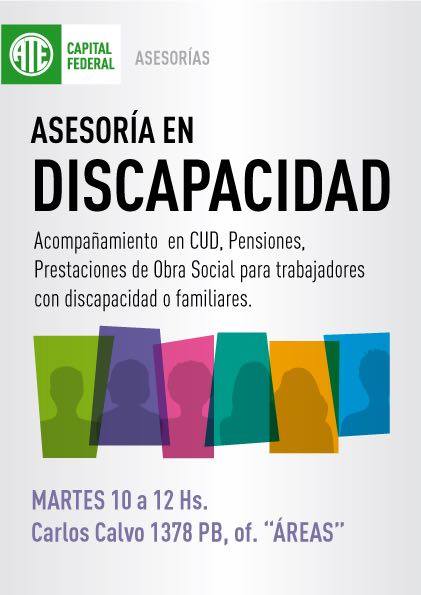 ATE
CAPITAL
FEDERAL
ASESORÍAS
ASESORÍA EN
DISCAPACIDAD
Acompañamiento en CUD, Pensiones,
Prestaciones de Obra Social para trabajadores
con discapacidad o familiares.
MARTES 10 a 12 Hs.
Carlos Calvo 1378 PB, of. “ÁREAS”